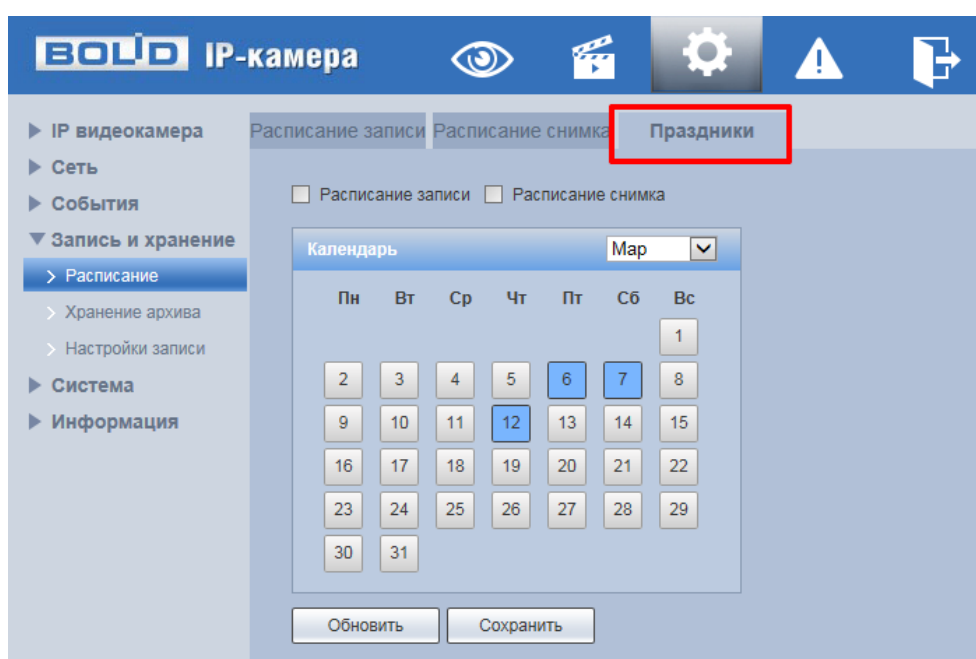 BOLID IP-камера
IP видеокамера
Сеть
События
Запись и хранение
Расписание
Хранение архива
Настройки записи
Система
Информация
Расписание записи Расписание снимка Праздники
Расписание записи Расписание снимка
Календарь Мар
Пн Вт Ср Чт Пт Сб Вс
1
2 3 4 5 6 7 8
9 10 11 12 13 14 15
16 17 18 19 20 21 22
23 24 25 26 27 28 29
30 31
Обновить Сохранить